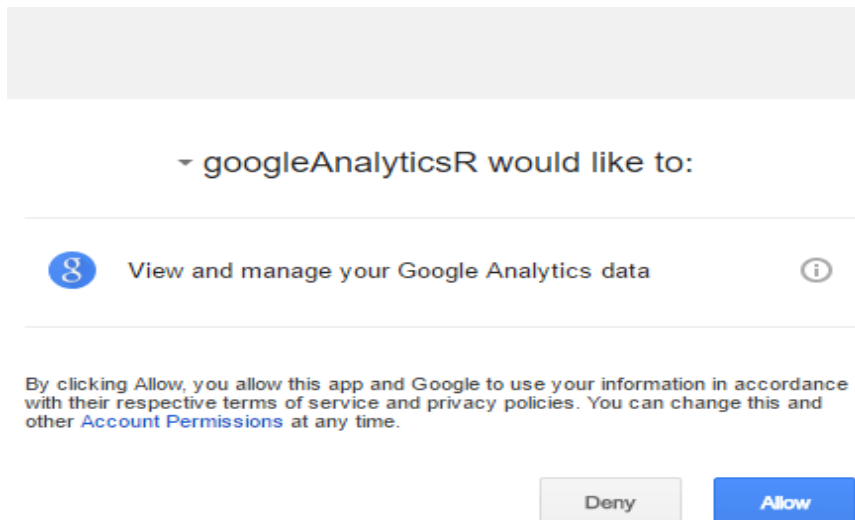 googleAnalyticsR would like to:
g
View and manage your Google Analytics data
i
By clicking Allow, you allow this app and Google to use your information in accordance
with their respective terms of service and privacy policies. You can change this and
other Account Permissions at any time.
Deny
Allow